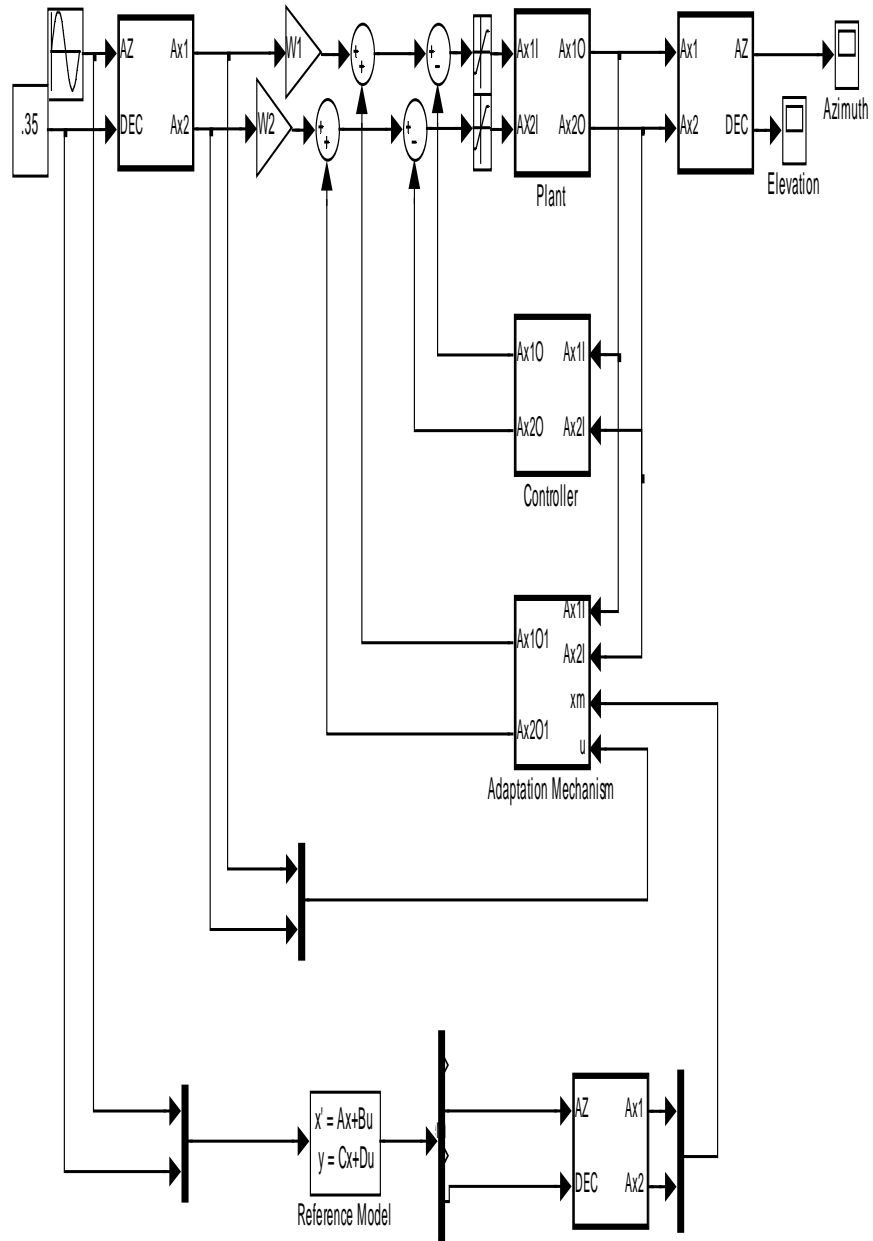 AZ
Ax1
W1
+
+
+
-
Ax1I
Ax1O
Ax1
AZ
Azimuth
.35
DEC
Ax2
W2
+
+
+
-
AX2I
Ax2O
Ax2
DEC
Elevation
Plant
Ax1O
Ax1I
Ax2O
Ax2I
Controller
Ax1I
Ax1O1
Ax2I
xm
Ax2O1
u
Adaptation Mechanism
x' = Ax+Bu
y = Cx+Du
Reference Model
AZ
Ax1
DEC
Ax2